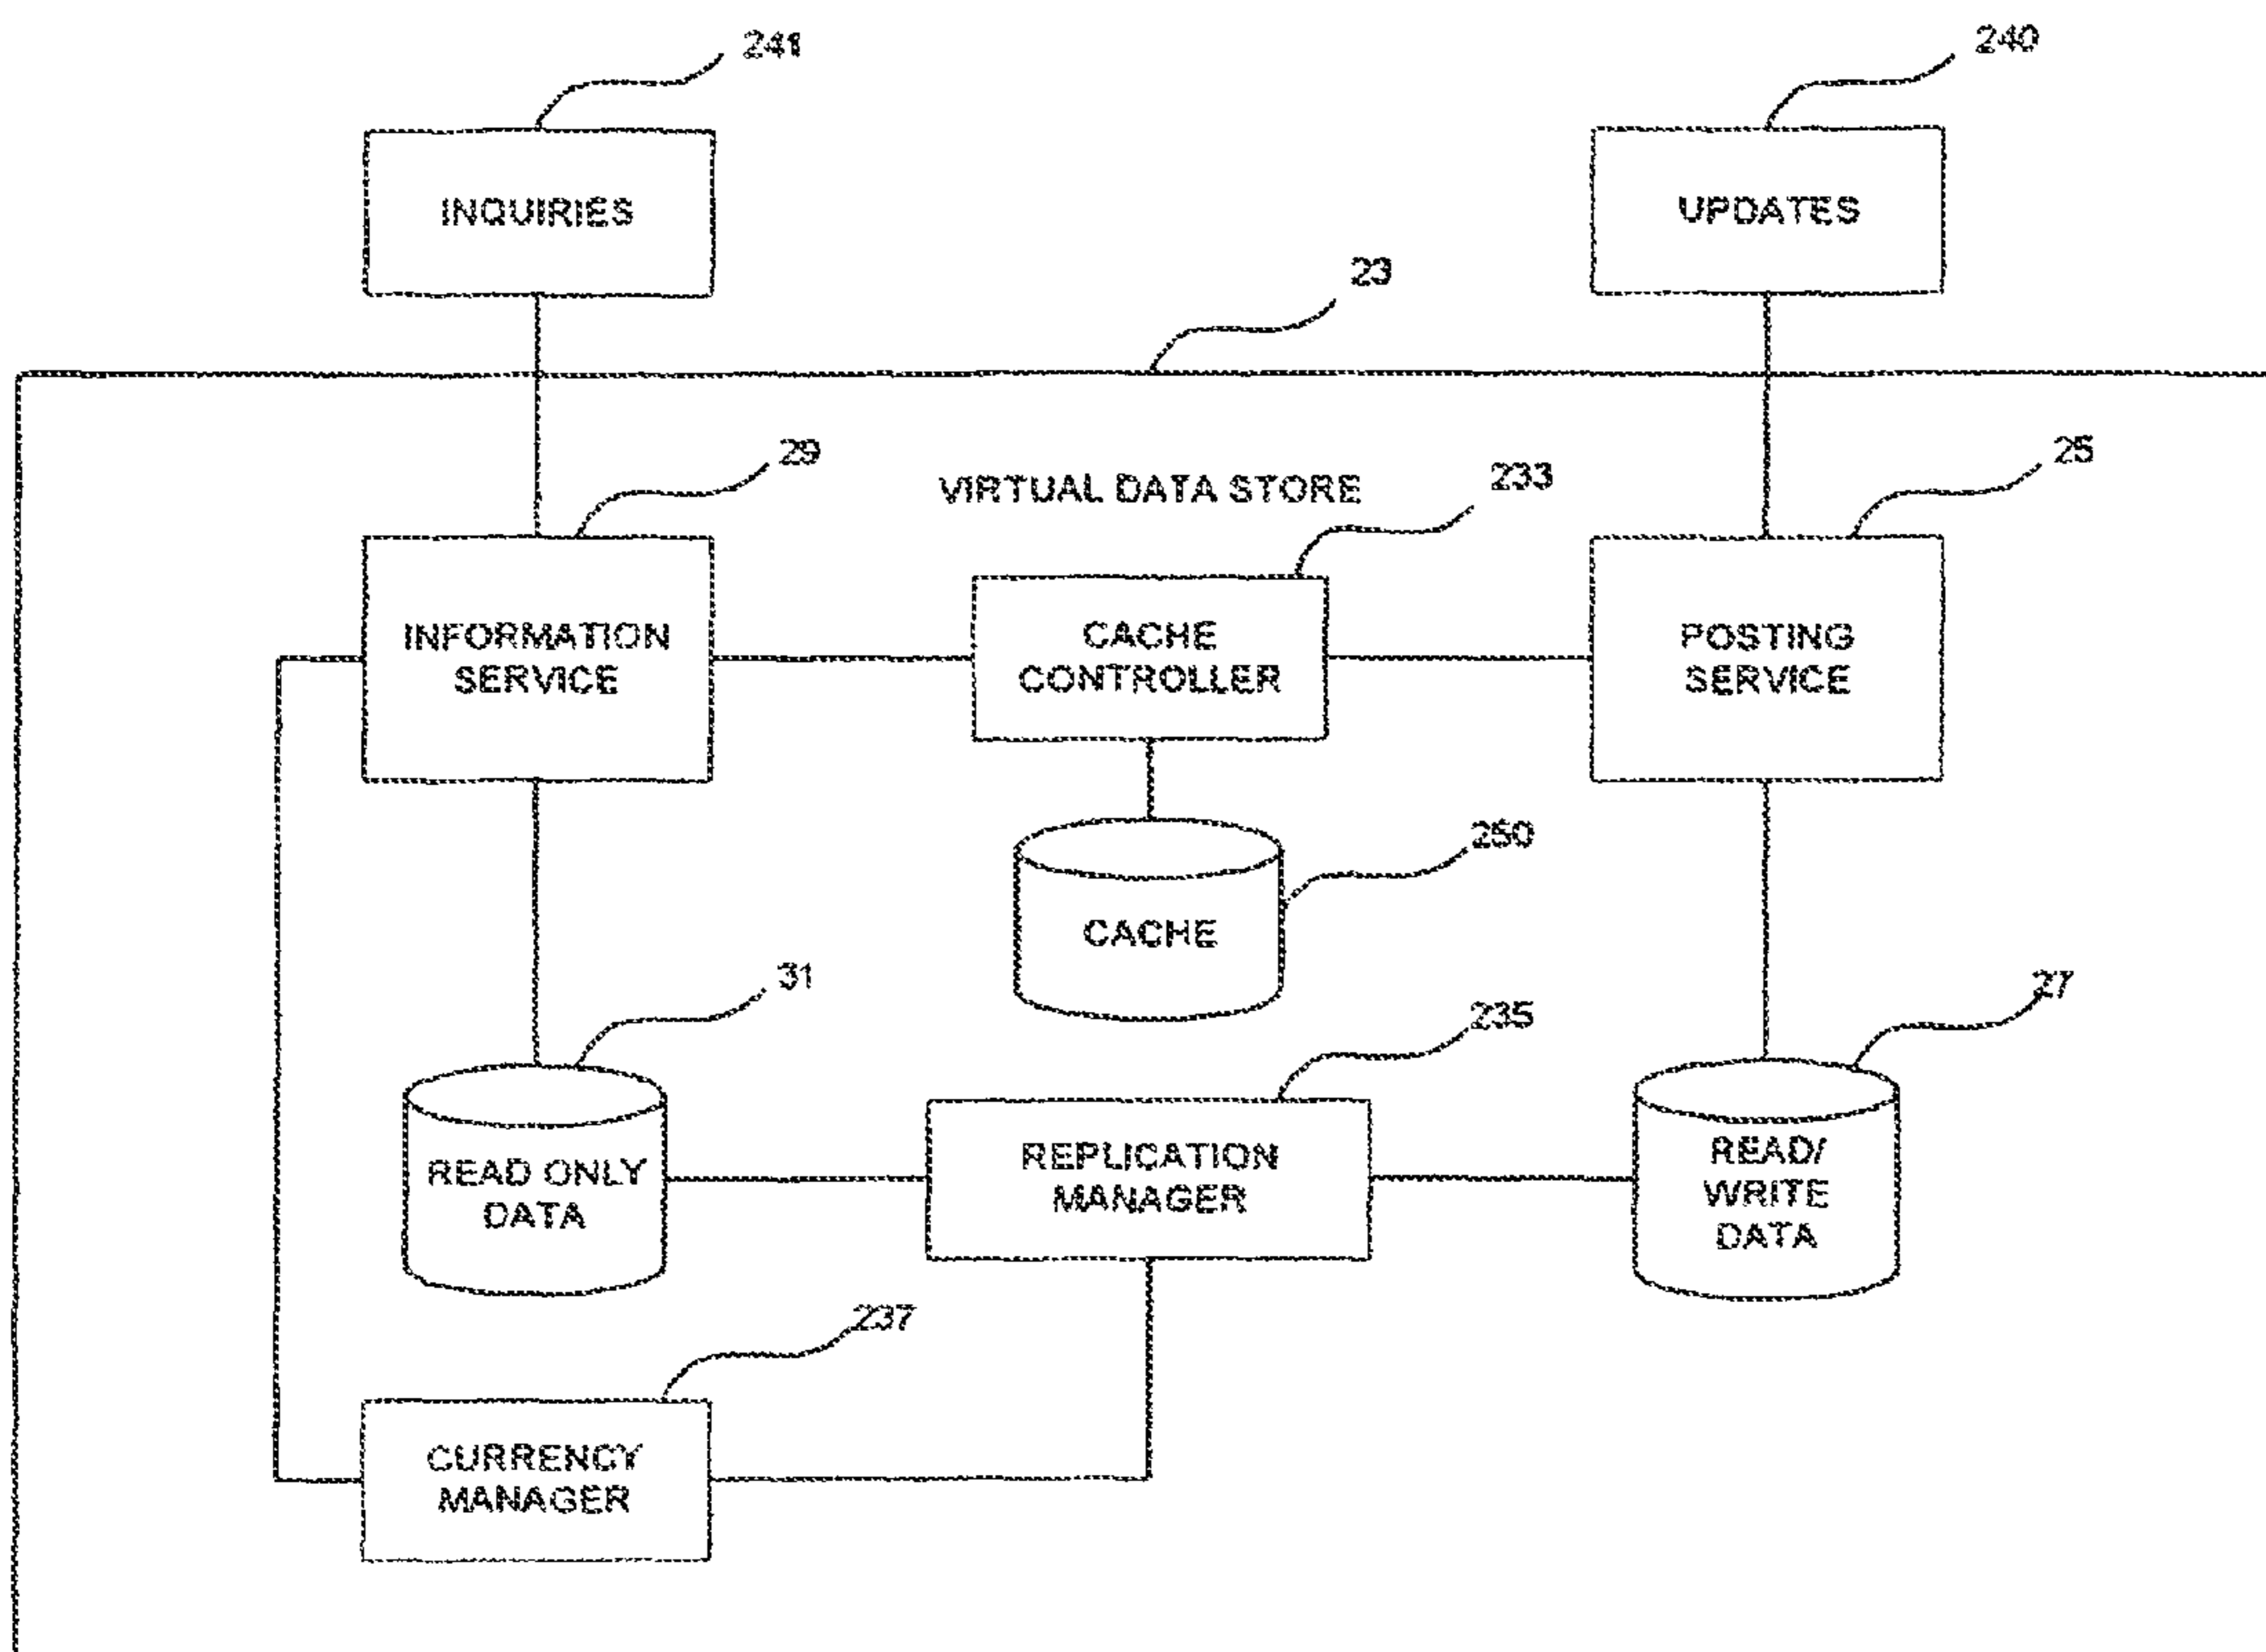 241
240
INQUIRIES
UPDATES
23
29
VIRTUAL DATA STORE
233
25
INFORMATION
SERVICE
CACHE
CONTROLLER
POSTING
SERVICE
250
CACHE
31
235
27
READ ONLY
DATA
REPLICATION
MANAGER
READ/
WRITE
DATA
237
CURRENCY
MANAGER